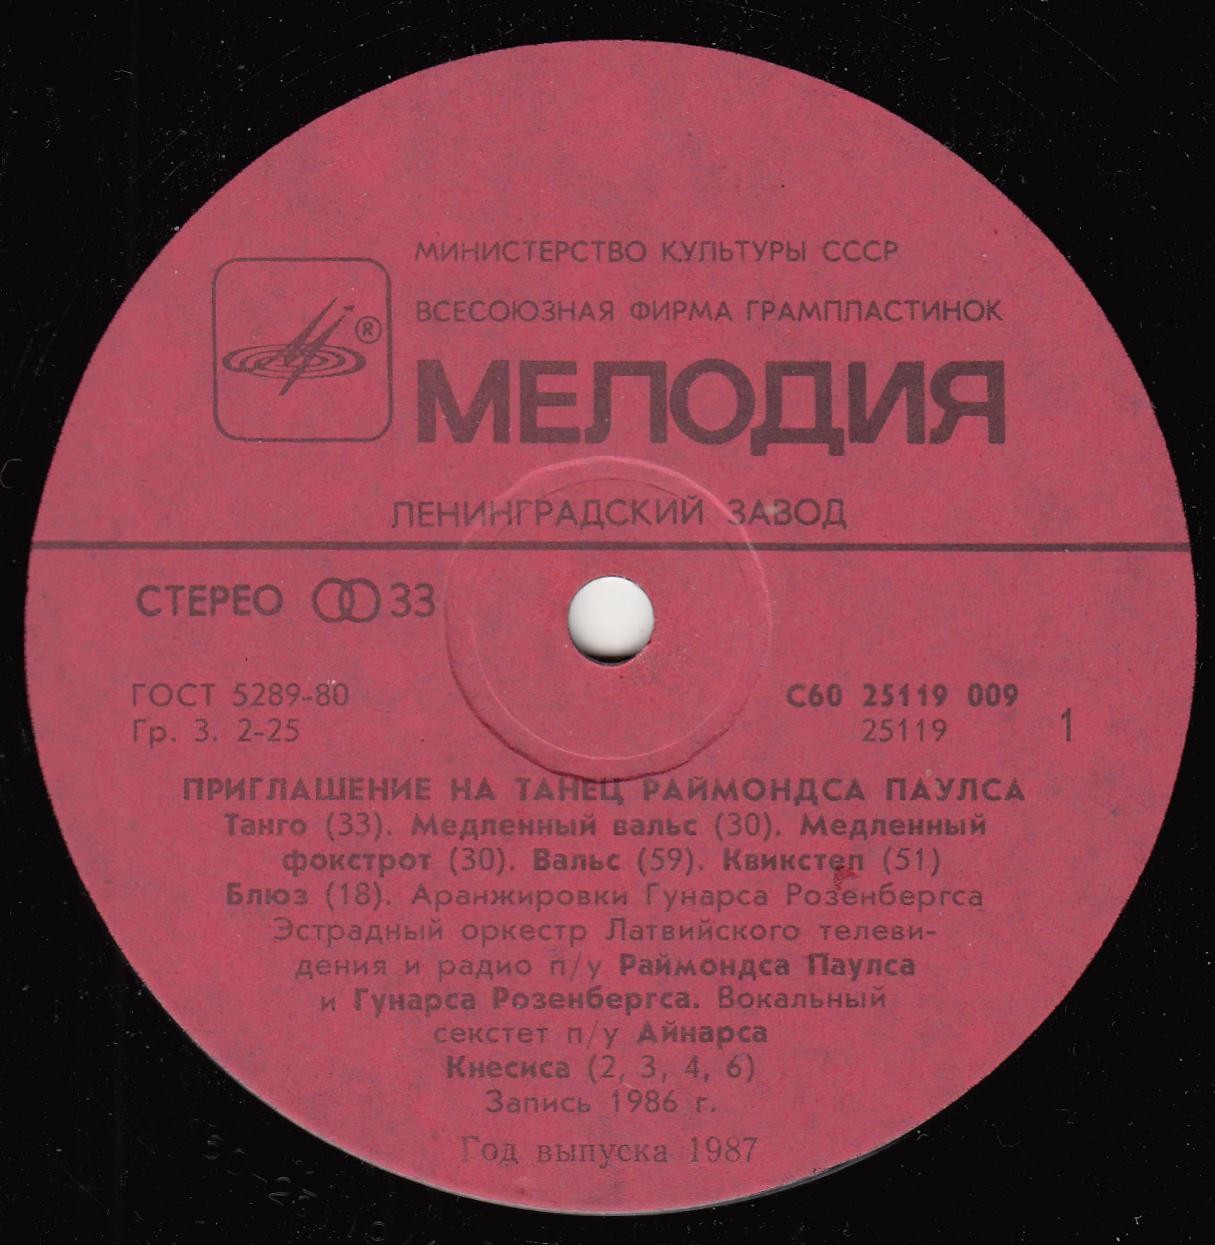 МИНИСТЕРСТВО КУЛЬТУРЫ СССР
ВСЕСОЮЗНАЯ ФИРМА ГРАМПЛАСТИНОК
®
МЕЛОДИЯ
ЛЕНИНГРАДСКИЙ ЗАВОД
СТЕРЕО 33
ГОСТ 5289-80
Гр. 3. 2-25
С60 25119 009
25119 1
ПРИГЛАШЕНИЕ НА ТАНЕЦ РАЙМОНДСА ПАУЛСА
Танго (33). Медленный вальс (30). Медленный
фокстрот (30). Вальс (59). Квикстеп (51)
Блюз (18). Аранжировки Гунарса Розенбергса
Эстрадный оркестр Латвийского телеви-
дения и радио п/у Раймондса Паулса
и Гунарса Розенбергса. Вокальный
секстет п/у Айнарса
Кнесиса (2, 3, 4, 6)
Запись 1986 г.
Год выпуска 1987